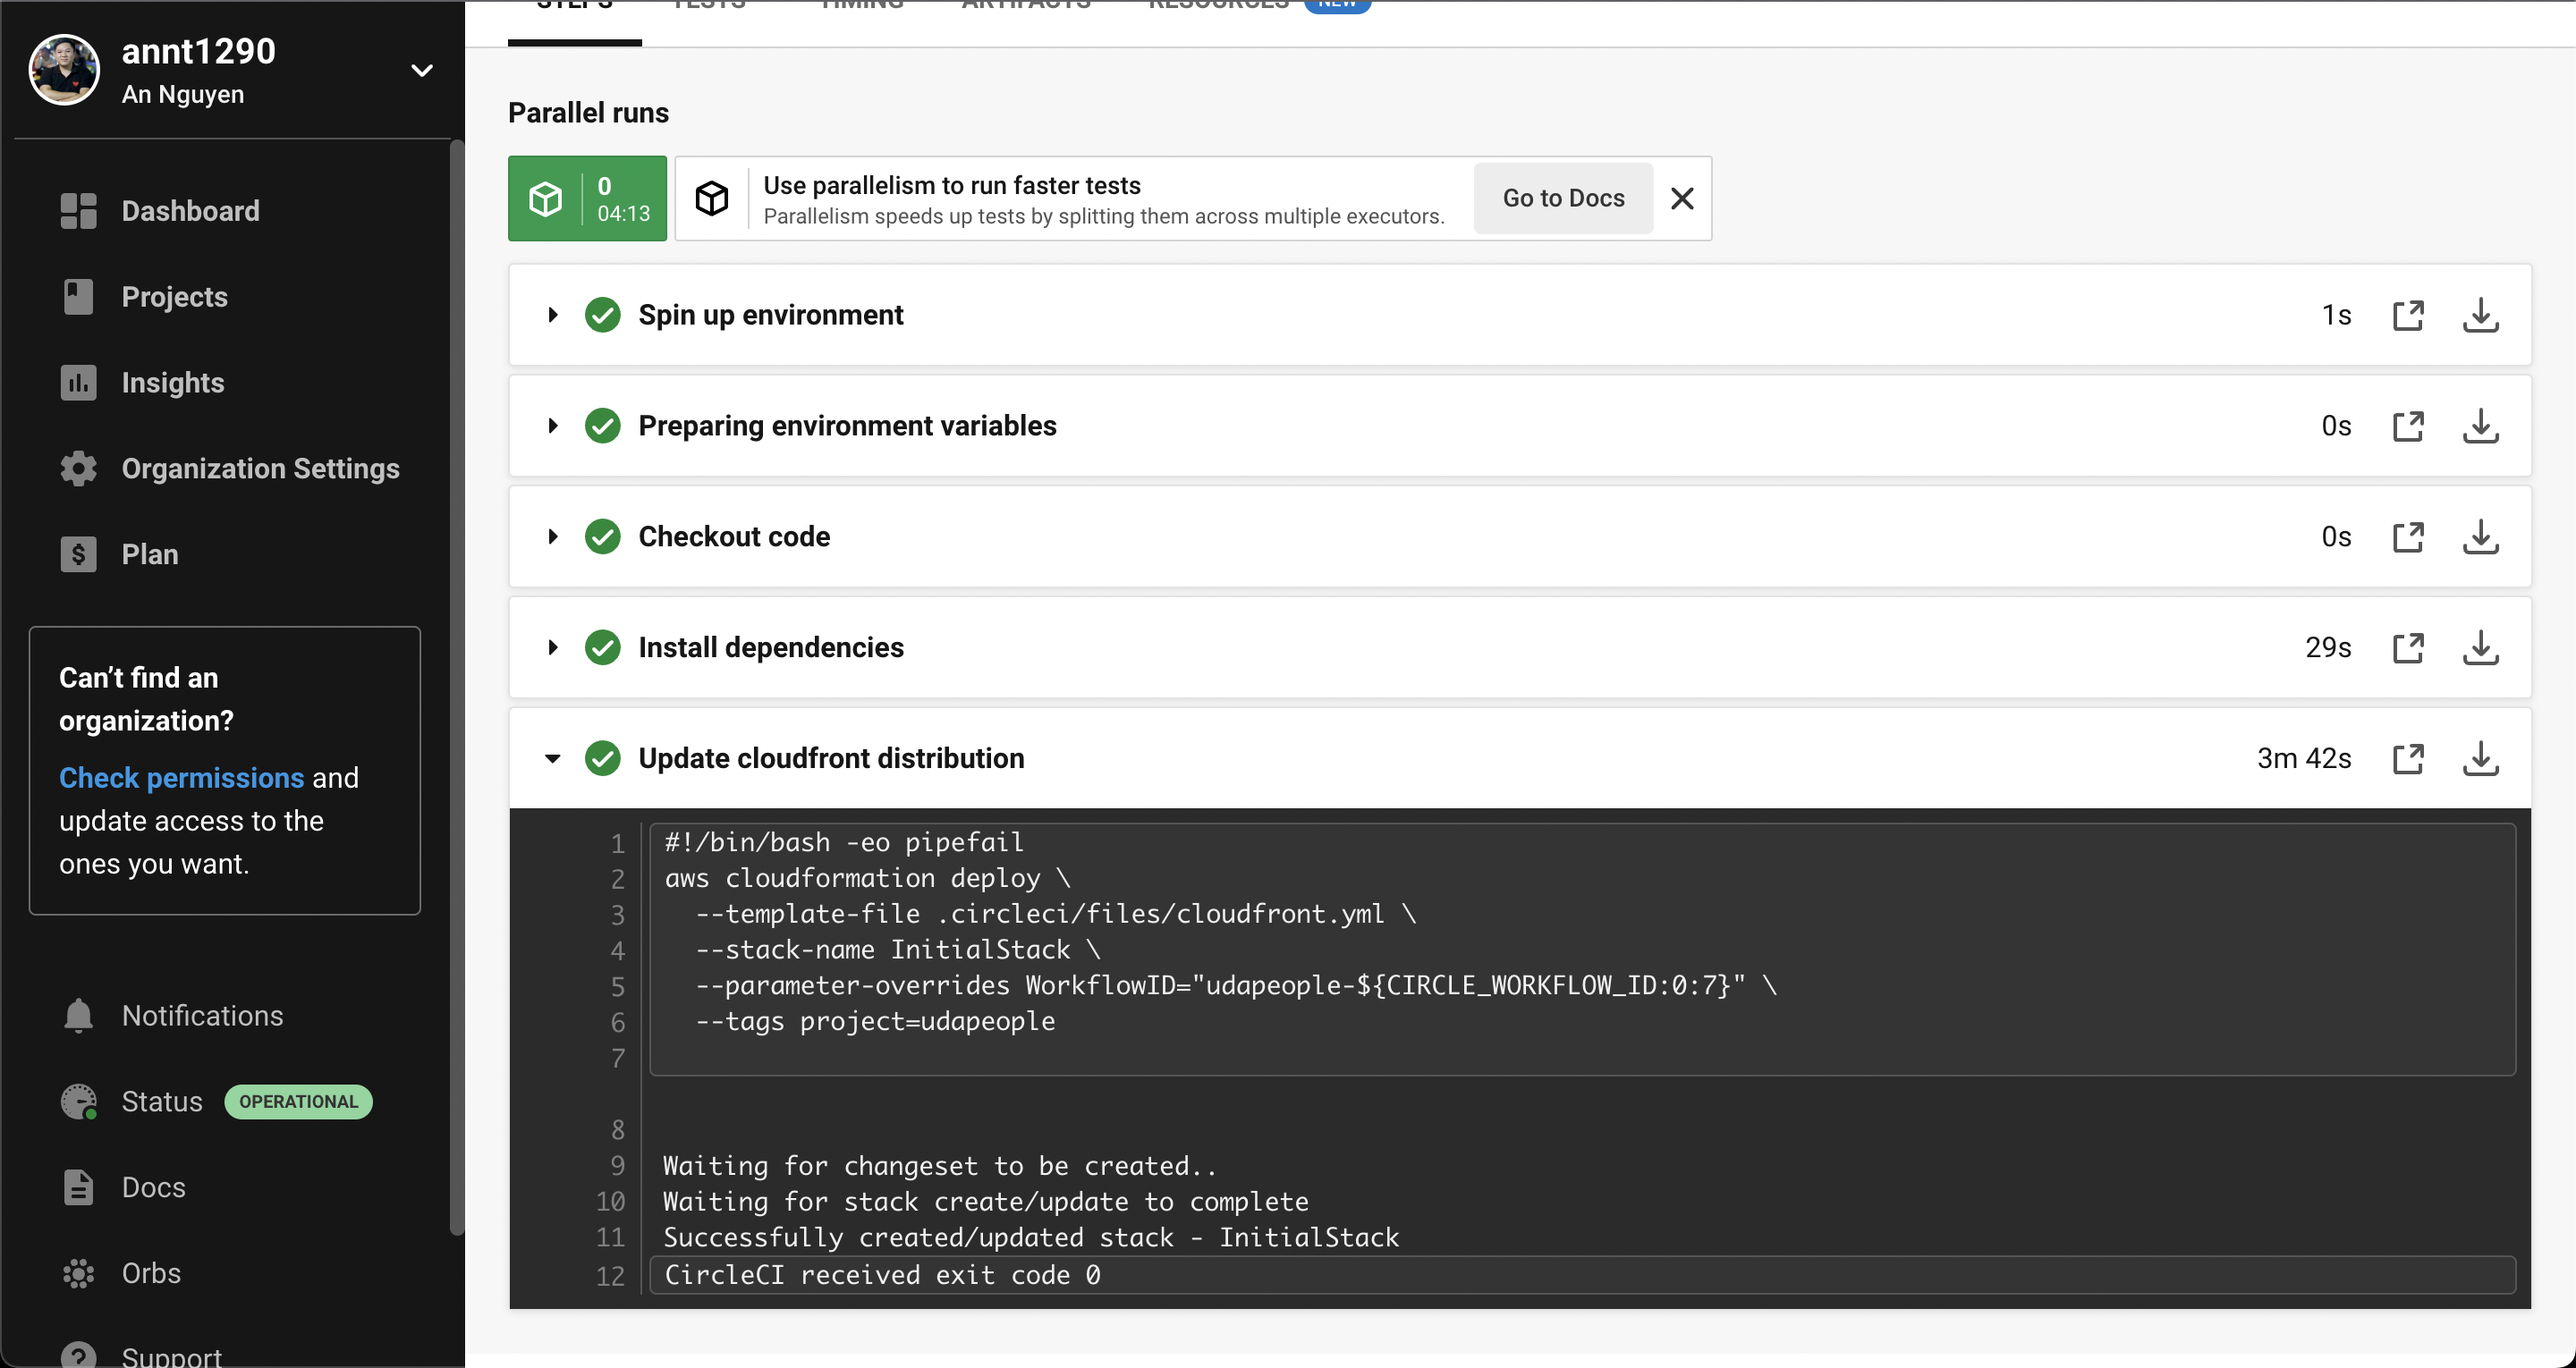 annt1290
An Nguyen
Dashboard
Projects
Insights
Organization Settings
Plan
Can't find an
organization?
Check permissions and
update access to the
ones you want.
Notifications
Status OPERATIONAL
Docs
Orbs
Support
STEPS TESTS TIMING ARTIFACTS RESOURCES NEW
Parallel runs
0
04:13
Use parallelism to run faster tests
Parallelism speeds up tests by splitting them across multiple executors.
Go to Docs
Spin up environment 1s
Preparing environment variables 0s
Checkout code 0s
Install dependencies 29s
Update cloudfront distribution 3m 42s
1 #!/bin/bash -eo pipefail
2 aws cloudformation deploy \
3 --template-file .circleci/files/cloudfront.yml \
4 --stack-name InitialStack \
5 --parameter-overrides WorkflowID="udapeople-${CIRCLE_WORKFLOW_ID:0:7}" \
6 --tags project=udapeople
7
8
9 Waiting for changeset to be created..
10 Waiting for stack create/update to complete
11 Successfully created/updated stack - InitialStack
12 CircleCI received exit code 0